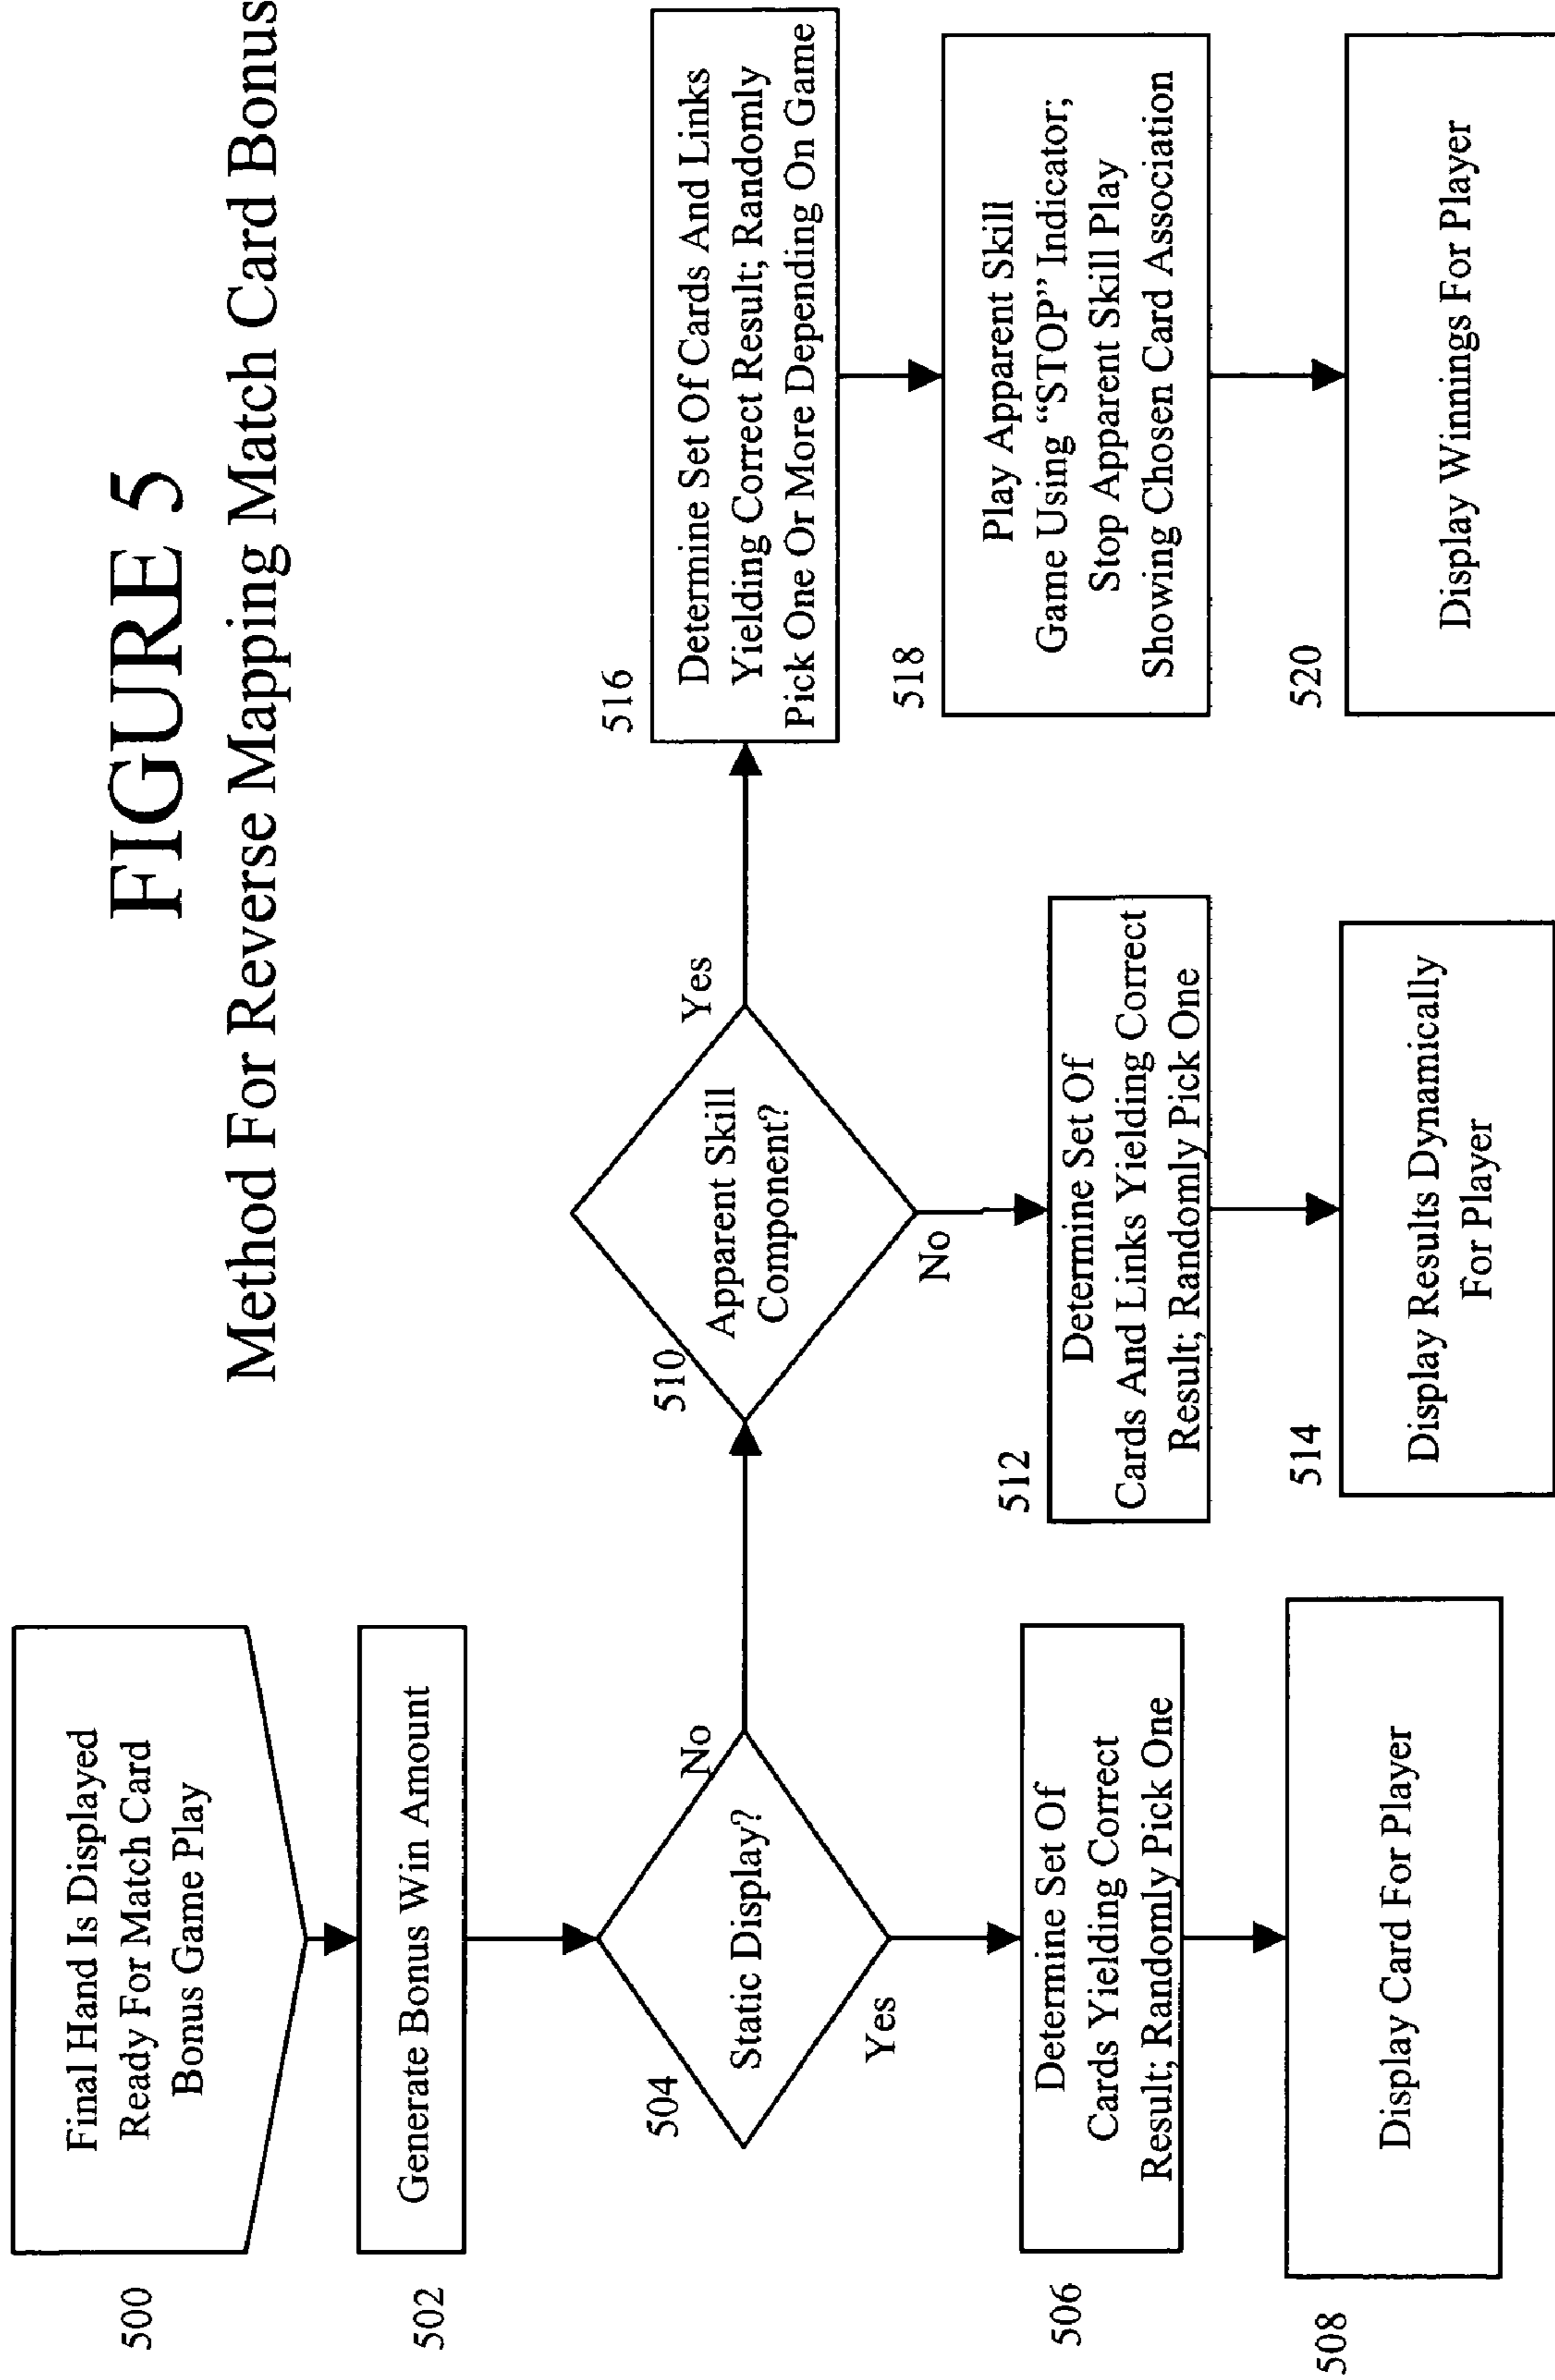 FIGURE 5
Method For Reverse Mapping Match Card Bonus
500
Final Hand Is Displayed
Ready For Match Card
Bonus Game Play
502
Generate Bonus Win Amount
504
Static Display?
No
Yes
506
Determine Set Of
Cards Yielding Correct
Result; Randomly Pick One
508
Display Card For Player
510
Apparent Skill
Component?
Yes
No
512
Determine Set Of
Cards And Links Yielding Correct
Result; Randomly Pick One
514
Display Results Dynamically
For Player
516
Determine Set Of Cards And Links
Yielding Correct Result; Randomly
Pick One Or More Depending On Game
518
Play Apparent Skill
Game Using “STOP” Indicator;
Stop Apparent Skill Play
Showing Chosen Card Association
520
Display Winnings For Player